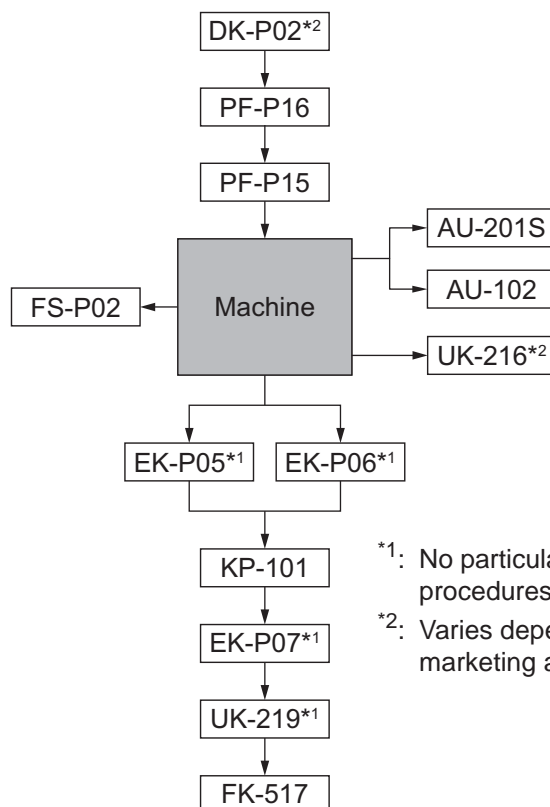 DK-P02*2
PF-P16
PF-P15
AU-201S
Machine
AU-102
FS-P02
UK-216*2
EK-P05*1
EK-P06*1
KP-101
*1: No
procedures
EK-P07*1
*2: Varies
marketing
UK-219*1
FK-517